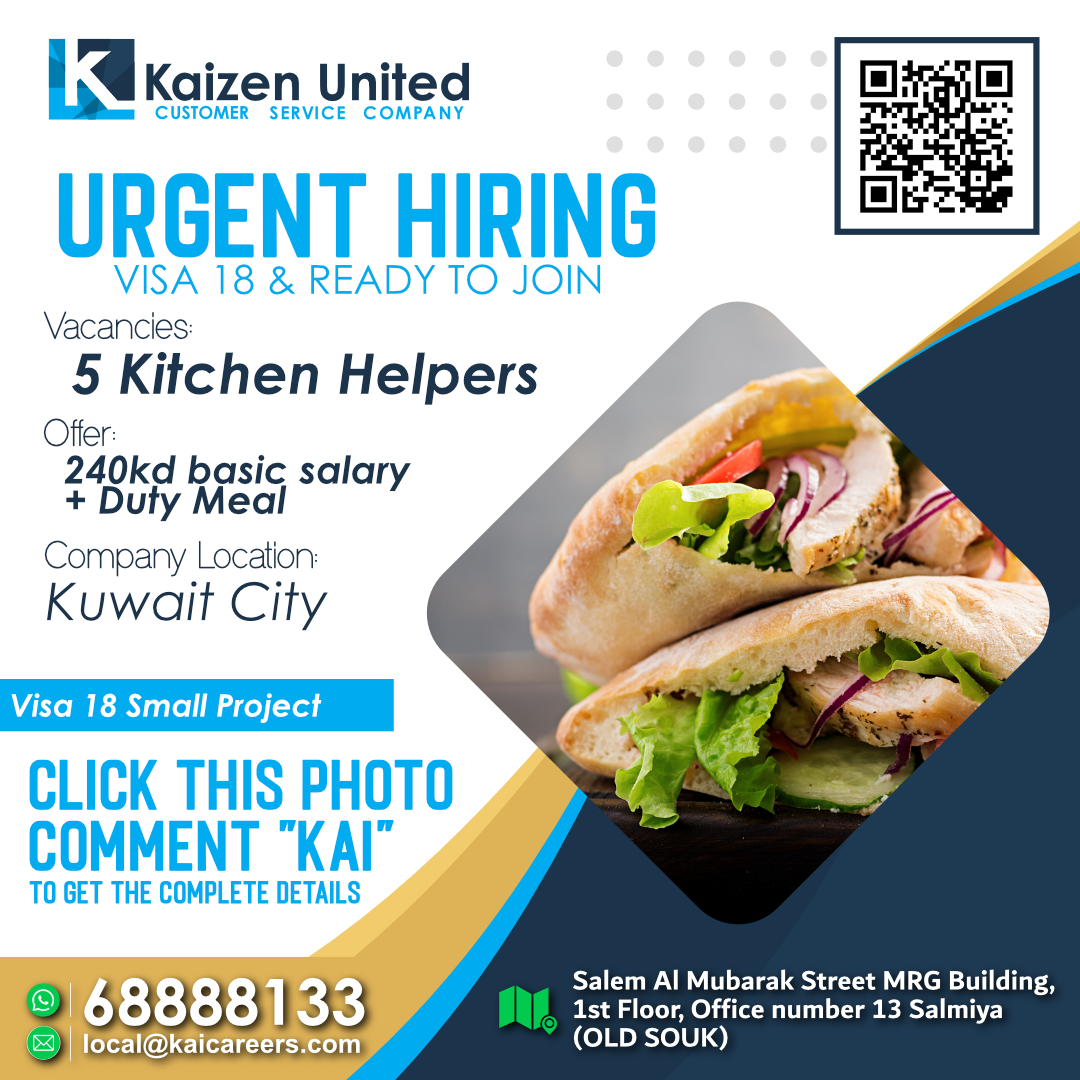 K Kaizen United
CUSTOMER SERVICE COMPANY
URGENT HIRING
VISA 18 & READY TO JOIN
Vacancies:
5 Kitchen Helpers
Offer:
240kd basic salary
+ Duty Meal
Company Location:
Kuwait City
Visa 18 Small Project
CLICK THIS PHOTO
COMMENT "KAI"
TO GET THE COMPLETE DETAILS
68888133
local@kaicareers.com
Salem Al Mubarak Street MRG Building,
1st Floor, Office number 13 Salmiya
(OLD SOUK)